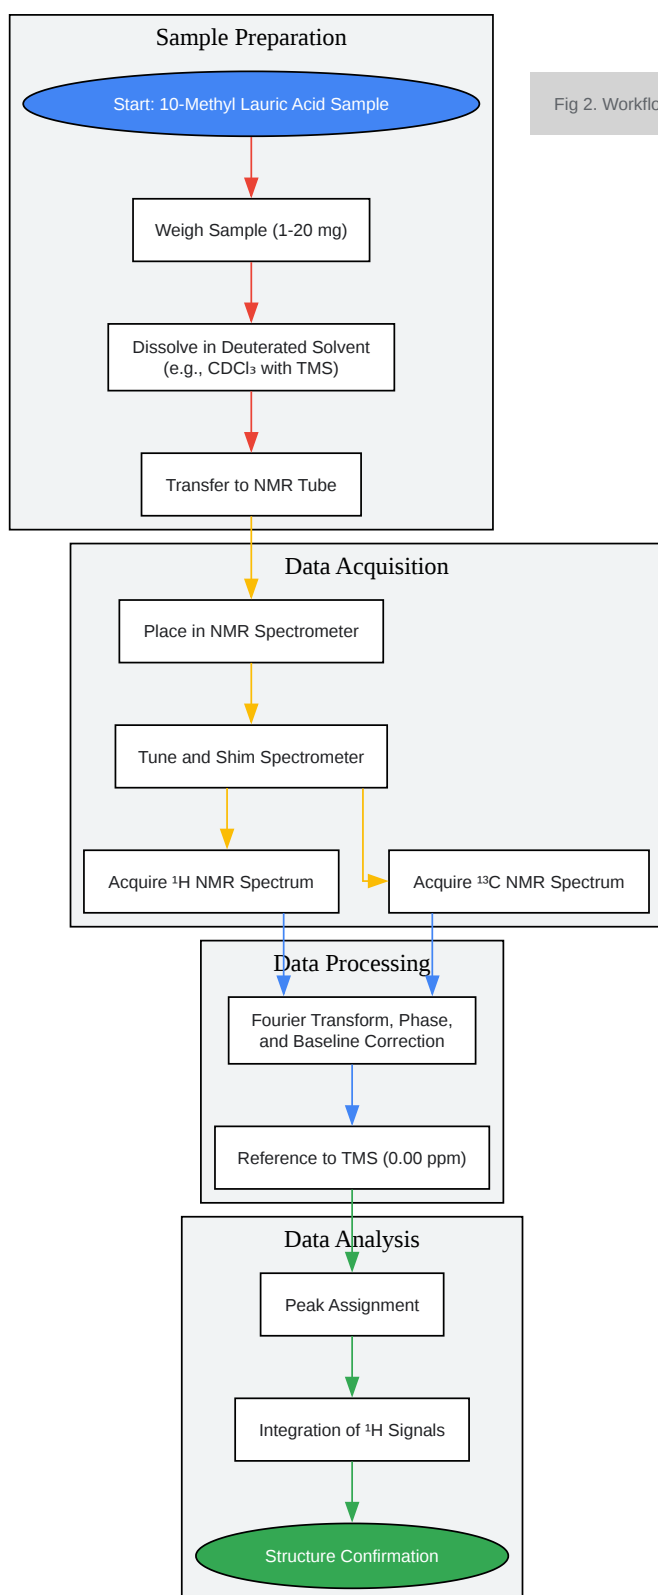 Sample Preparation
Start: 10-Methyl Lauric Acid Sample
Fig 2. Workflo
Weigh Sample (1-20 mg)
Dissolve in Deuterated Solvent
(e.g., CDCl₃ with TMS)
Transfer to NMR Tube
Data Acquisition
Place in NMR Spectrometer
Tune and Shim Spectrometer
Acquire ¹H NMR Spectrum
Acquire ¹³C NMR Spectrum
Data Processing
Fourier Transform, Phase,
and Baseline Correction
Reference to TMS (0.00 ppm)
Data Analysis
Peak Assignment
Integration of ¹H Signals
Structure Confirmation